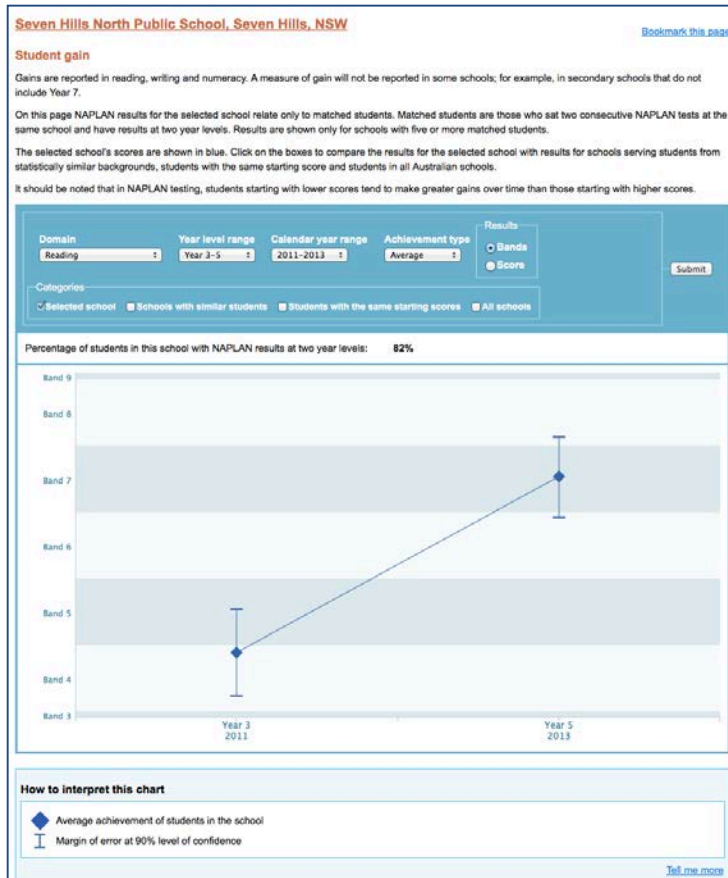 Seven Hills North Public School, Seven Hills, NSW
Bookmark this page
Student gain
Gains are reported in reading, writing and numeracy. A measure of gain will not be reported in some schools; for example, in secondary schools that do not
include Year 7.
On this page NAPLAN results for the selected school relate only to matched students. Matched students are those who sat two consecutive NAPLAN tests at the
same school and have results at two year levels. Results are shown only for schools with five or more matched students.
The selected school's scores are shown in blue. Click on the boxes to compare the results for the selected school with results for schools serving students from
statistically similar backgrounds, students with the same starting score and students in all Australian schools.
It should be noted that in NAPLAN testing, students starting with lower scores tend to make greater gains over time than those starting with higher scores.
Domain Year level range Calendar year range Achievement type Results
Reading Year 3-5 2011-2013 Average Bands
Score
Submit
Categories
Selected school Schools with similar students Students with the same starting scores All schools
Percentage of students in this school with NAPLAN results at two year levels: 82%
Band 9
Band 8
Band 7
Band 6
Band 5
Band 4
Band 3
Year 3 Year 5
2011 2013
How to interpret this chart
Average achievement of students in the school
Margin of error at 90% level of confidence
Tell me more